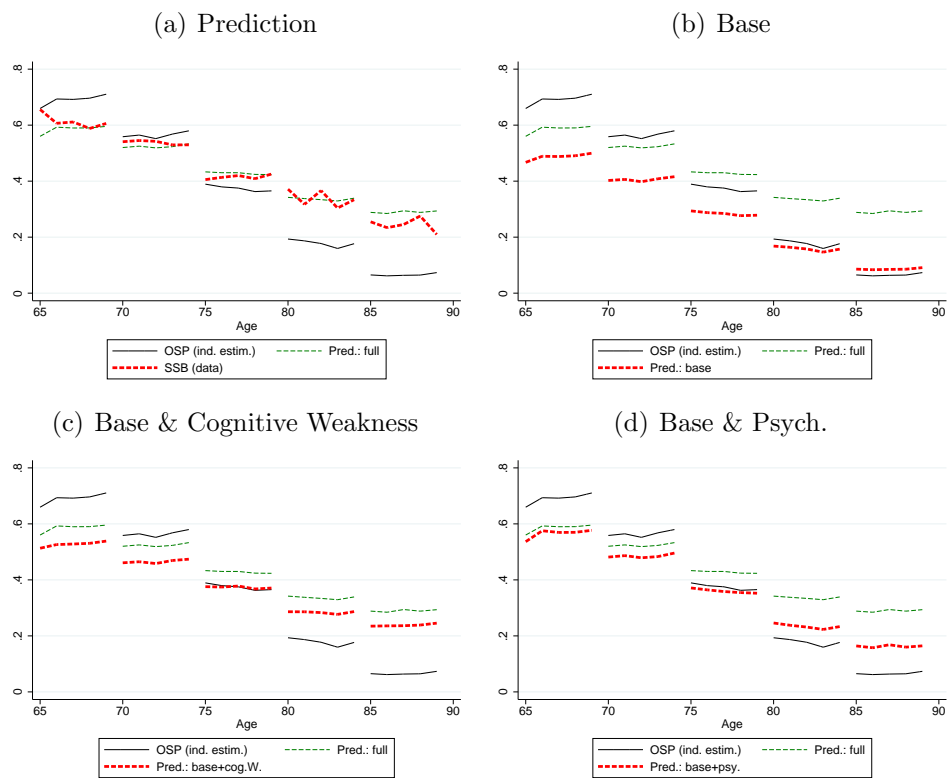 (a) Prediction
(b) Base
.8
.6
.4
.2
0
65 70 75 80 85 90
Age
OSP (ind. estim.) Pred.: full
SSB (data)
.8
.6
.4
.2
0
65 70 75 80 85 90
Age
OSP (ind. estim.) Pred.: full
Pred.: base
(c) Base & Cognitive Weakness
(d) Base & Psych.
.8
.6
.4
.2
0
65 70 75 80 85 90
Age
OSP (ind. estim.) Pred.: full
Pred.: base+cog.W.
.8
.6
.4
.2
0
65 70 75 80 85 90
Age
OSP (ind. estim.) Pred.: full
Pred.: base+psy.